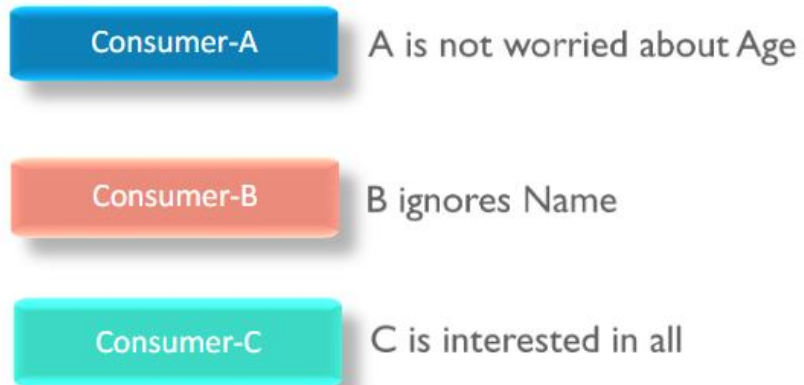 Consumer-A A is not worried about Age
Consumer-B B ignores Name
Consumer-C C is interested in all